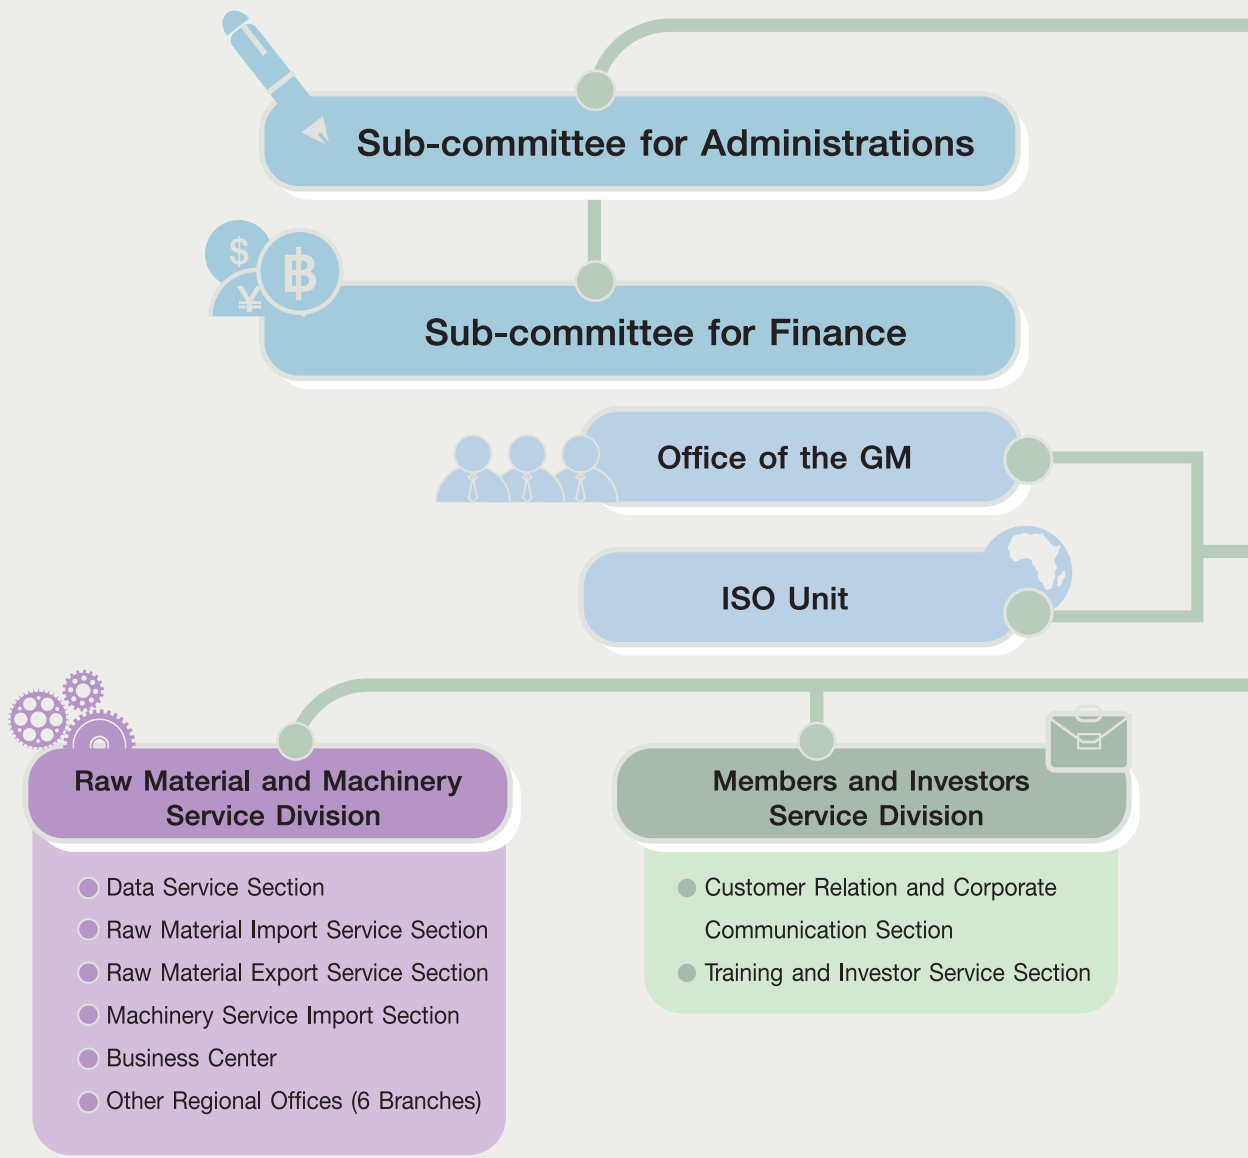 Sub-committee for Administrations
$
¥
฿
Sub-committee for Finance
Office of the GM
ISO Unit
Raw Material and Machinery
Service Division
Data Service Section
Raw Material Import Service Section
Raw Material Export Service Section
Machinery Service Import Section
Business Center
Other Regional Offices (6 Branches)
Members and Investors
Service Division
Customer Relation and Corporate
Communication Section
Training and Investor Service Section